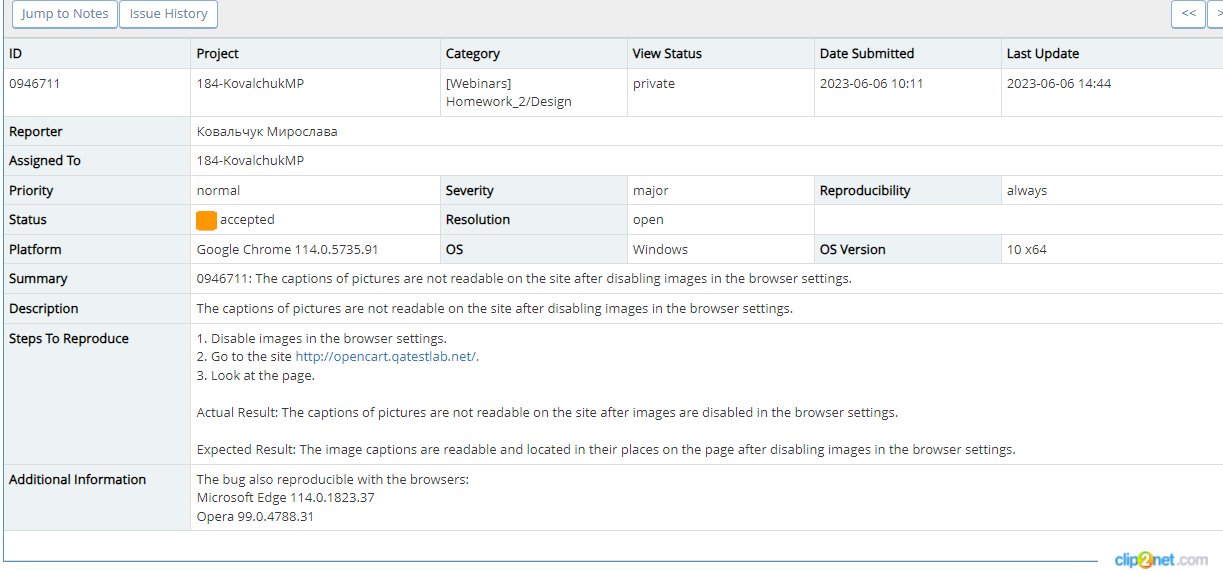 Jump to Notes Issue History << >
ID Project Category View Status Date Submitted Last Update
0946711 184-KovalchukMP [Webinars] private 2023-06-06 10:11 2023-06-06 14:44
Homework_2/Design
Reporter Ковальчук Мирослава
Assigned To 184-KovalchukMP
Priority normal Severity major Reproducibility always
Status accepted Resolution open
Platform Google Chrome 114.0.5735.91 OS Windows OS Version 10 x64
Summary 0946711: The captions of pictures are not readable on the site after disabling images in the browser settings.
Description The captions of pictures are not readable on the site after disabling images in the browser settings.
Steps To Reproduce 1. Disable images in the browser settings.
2. Go to the site http://opencart.qatestlab.net/.
3. Look at the page.
Actual Result: The captions of pictures are not readable on the site after images are disabled in the browser settings.
Expected Result: The image captions are readable and located in their places on the page after disabling images in the browser settings.
Additional Information The bug also reproducible with the browsers:
Microsoft Edge 114.0.1823.37
Opera 99.0.4788.31
clip2net.com